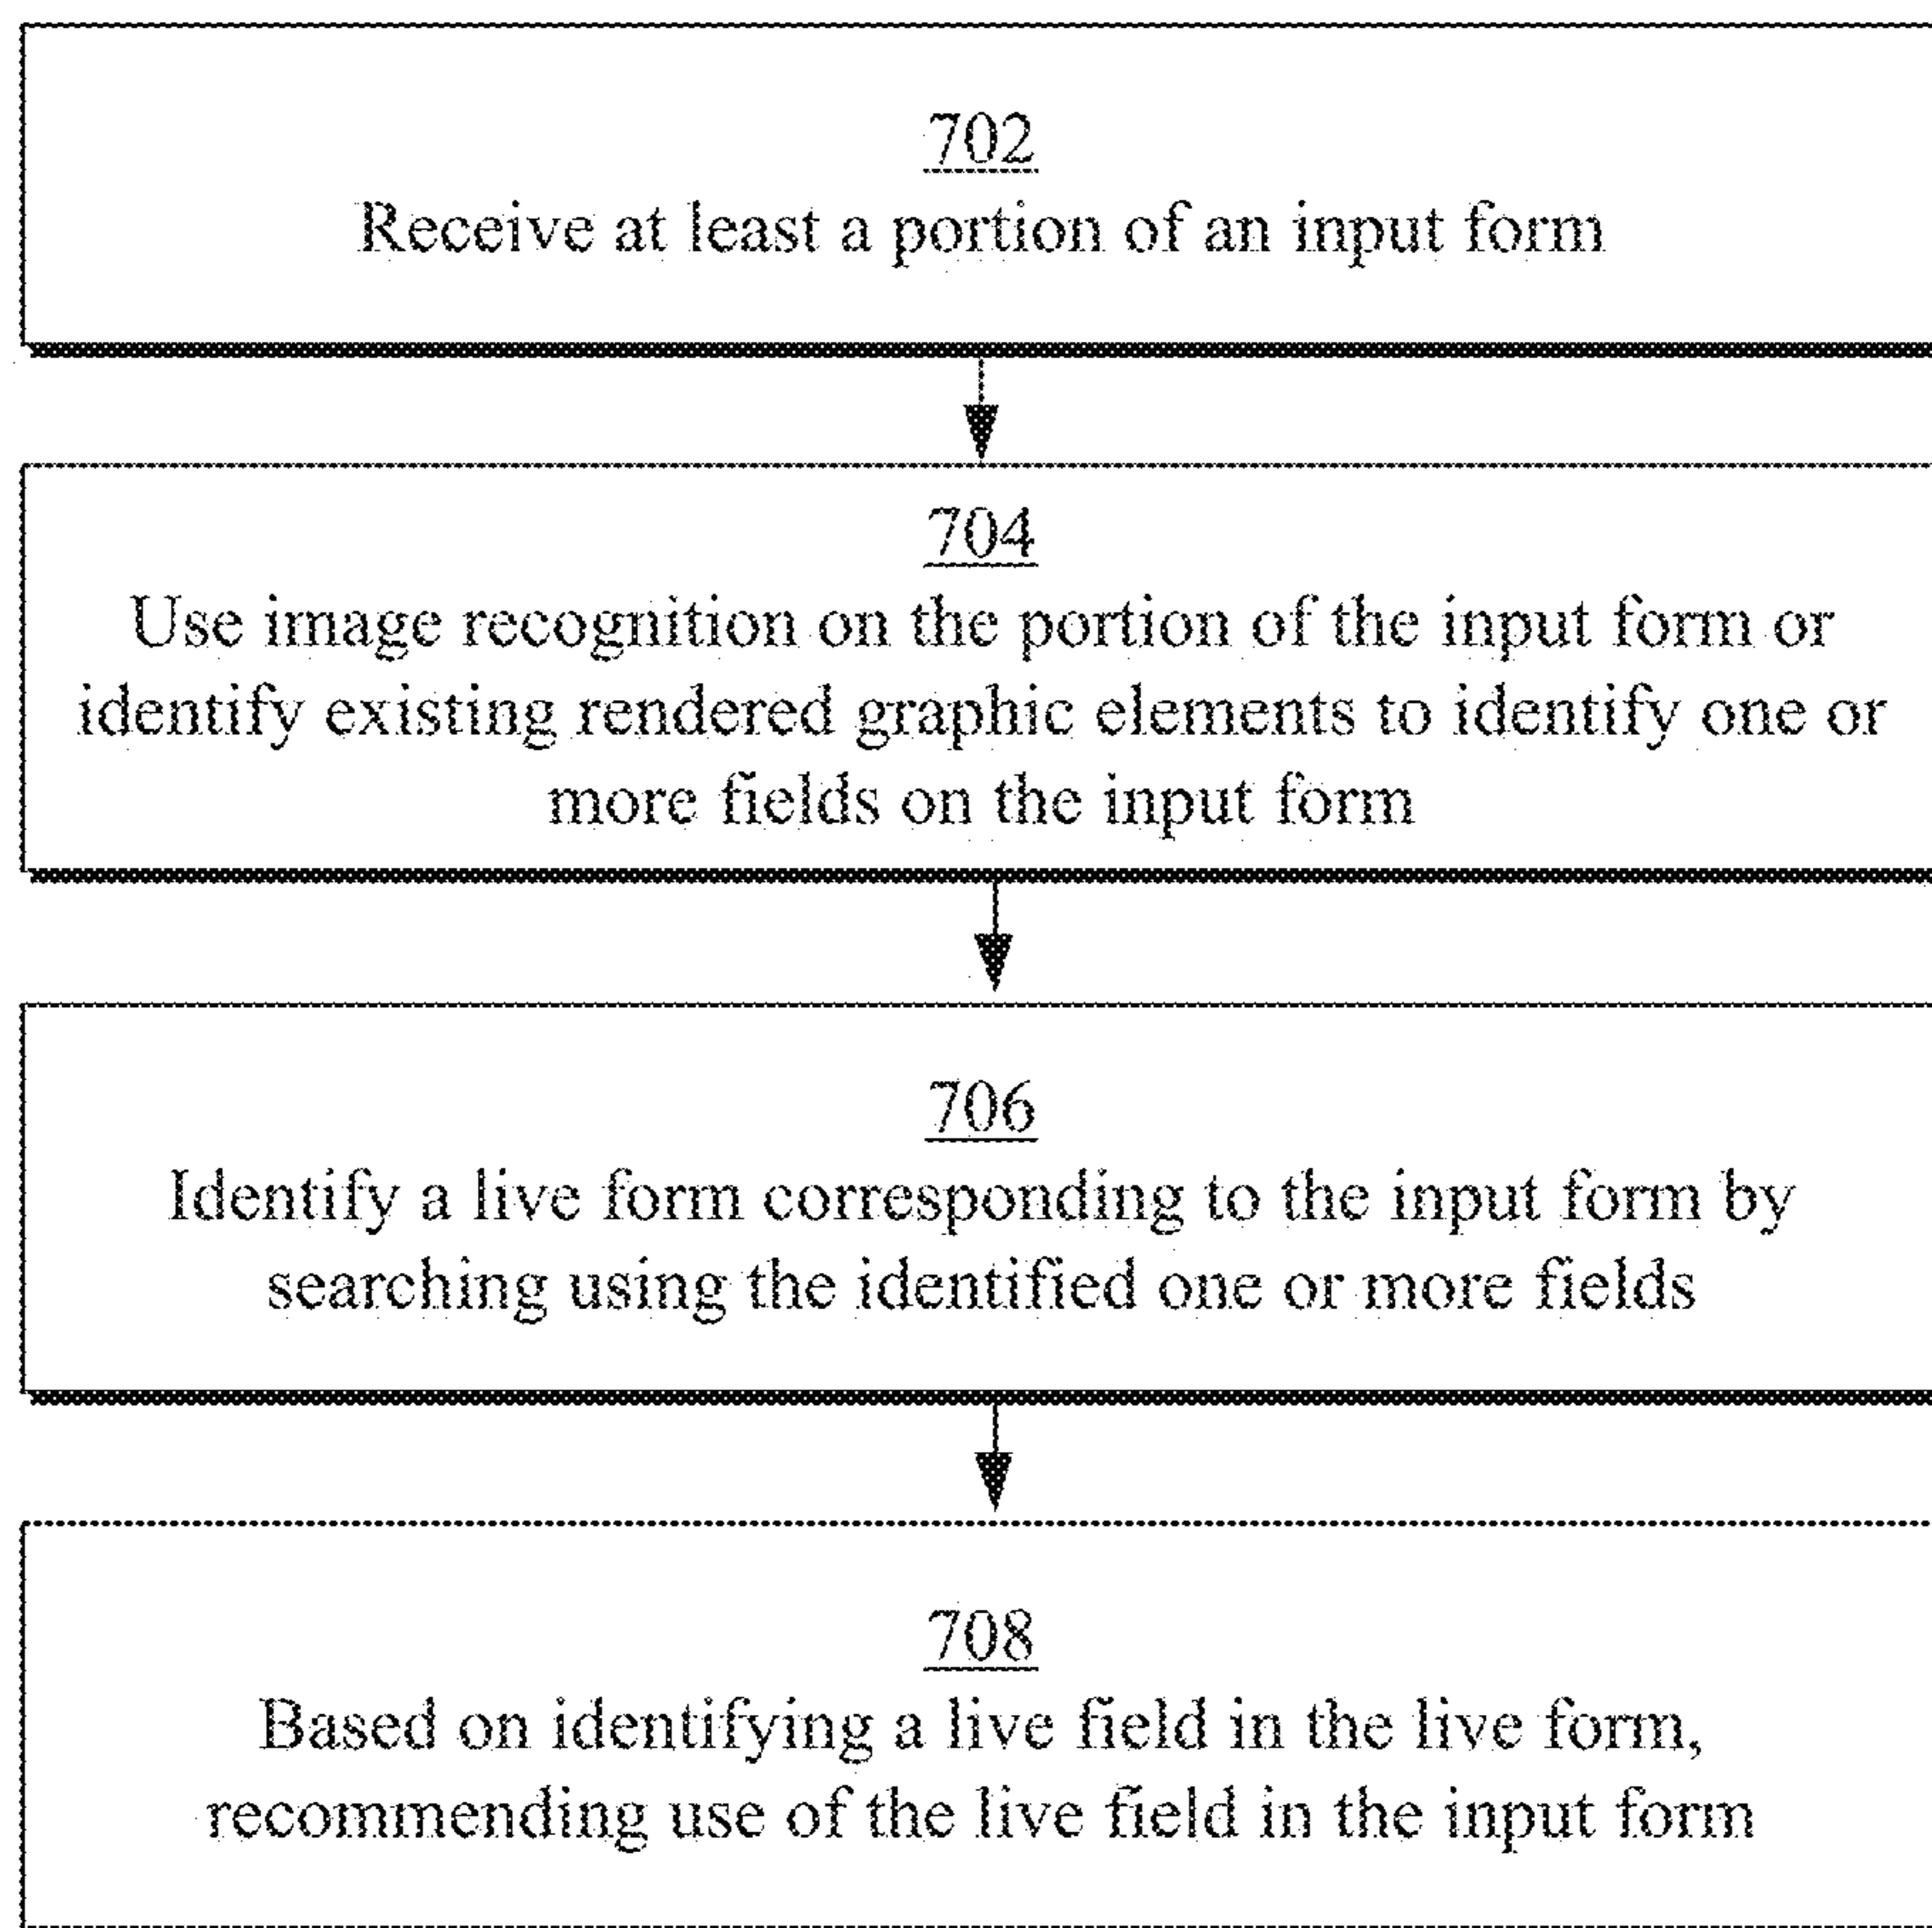 702
Receive at least a portion of an input form
704
Use image recognition on the portion of the input form or
identify existing rendered graphic elements to identify one or
more fields on the input form
706
Identify a live form corresponding to the input form by
searching using the identified one or more fields
708
Based on identifying a live field in the live form,
recommending use of the live field in the input form